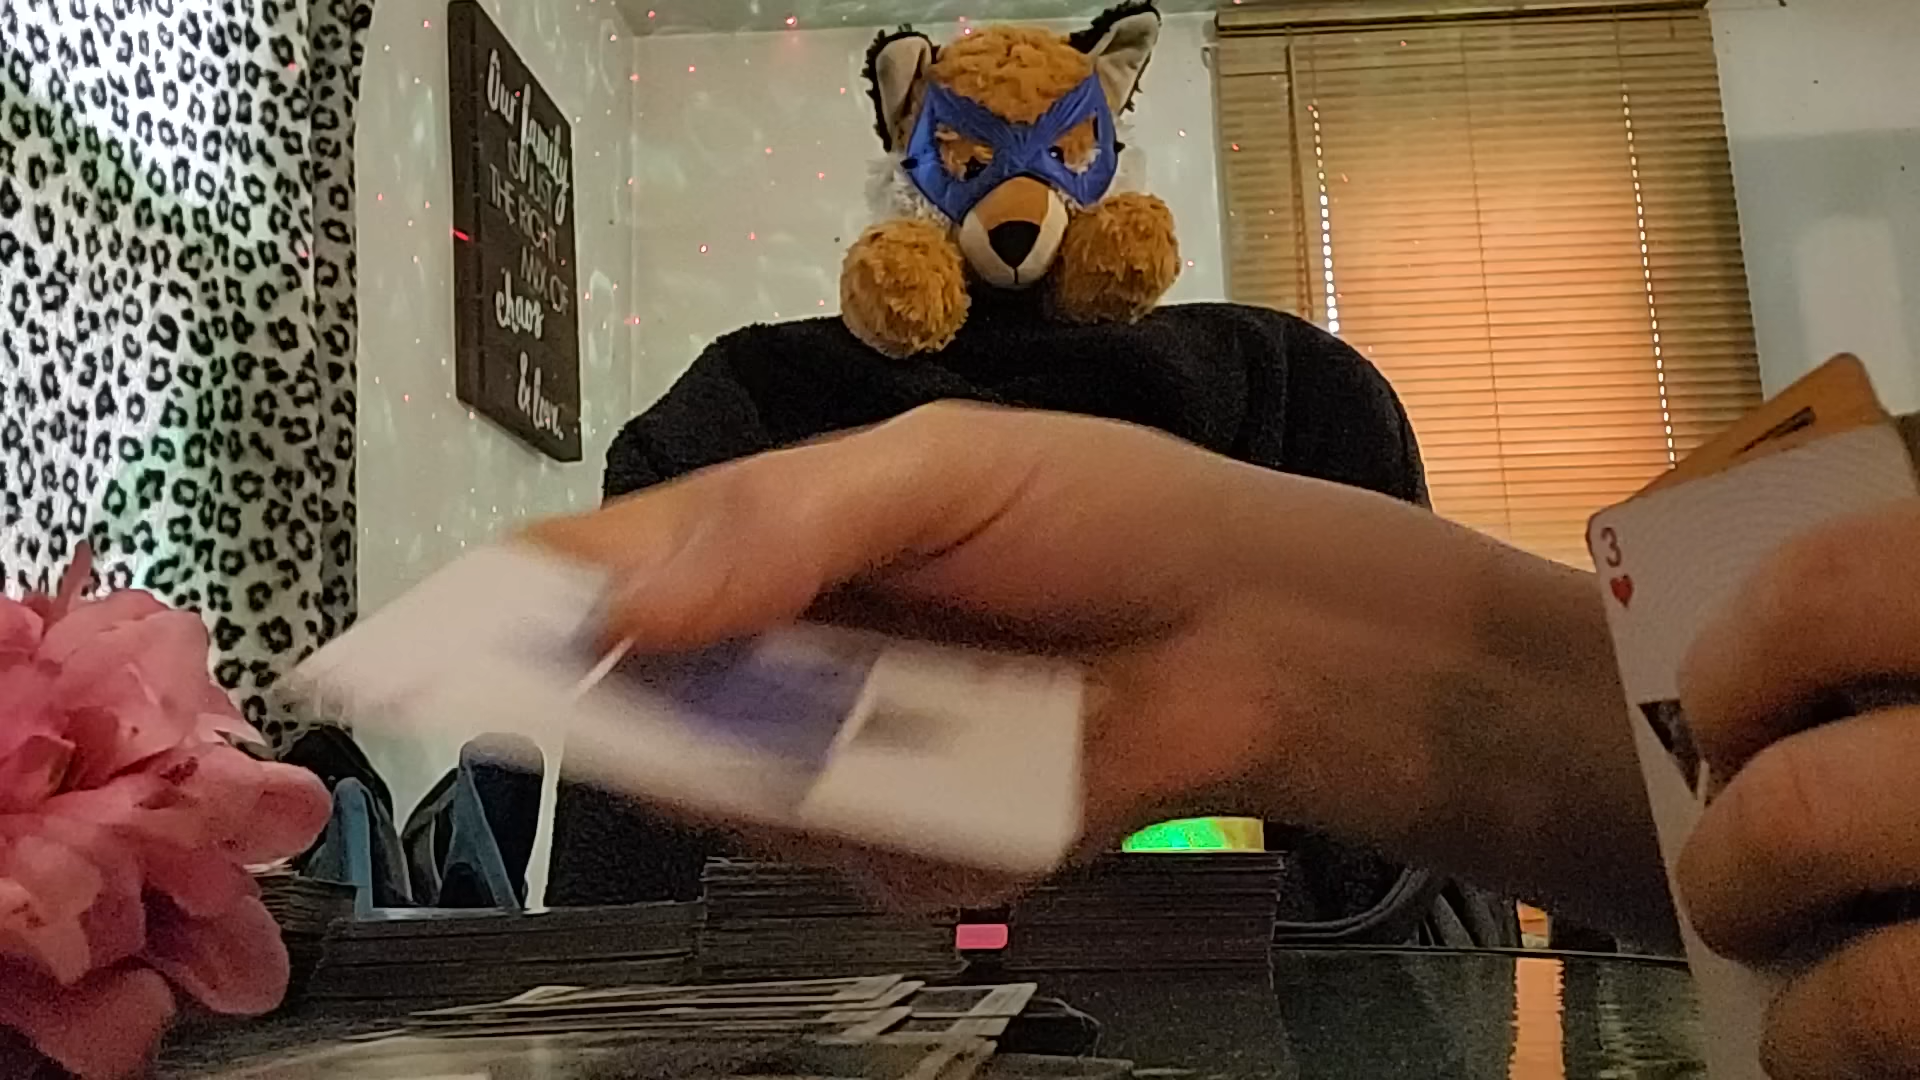 Our family
IS JUST
THE RIGHT
MIX OF
chaos
& love.
3